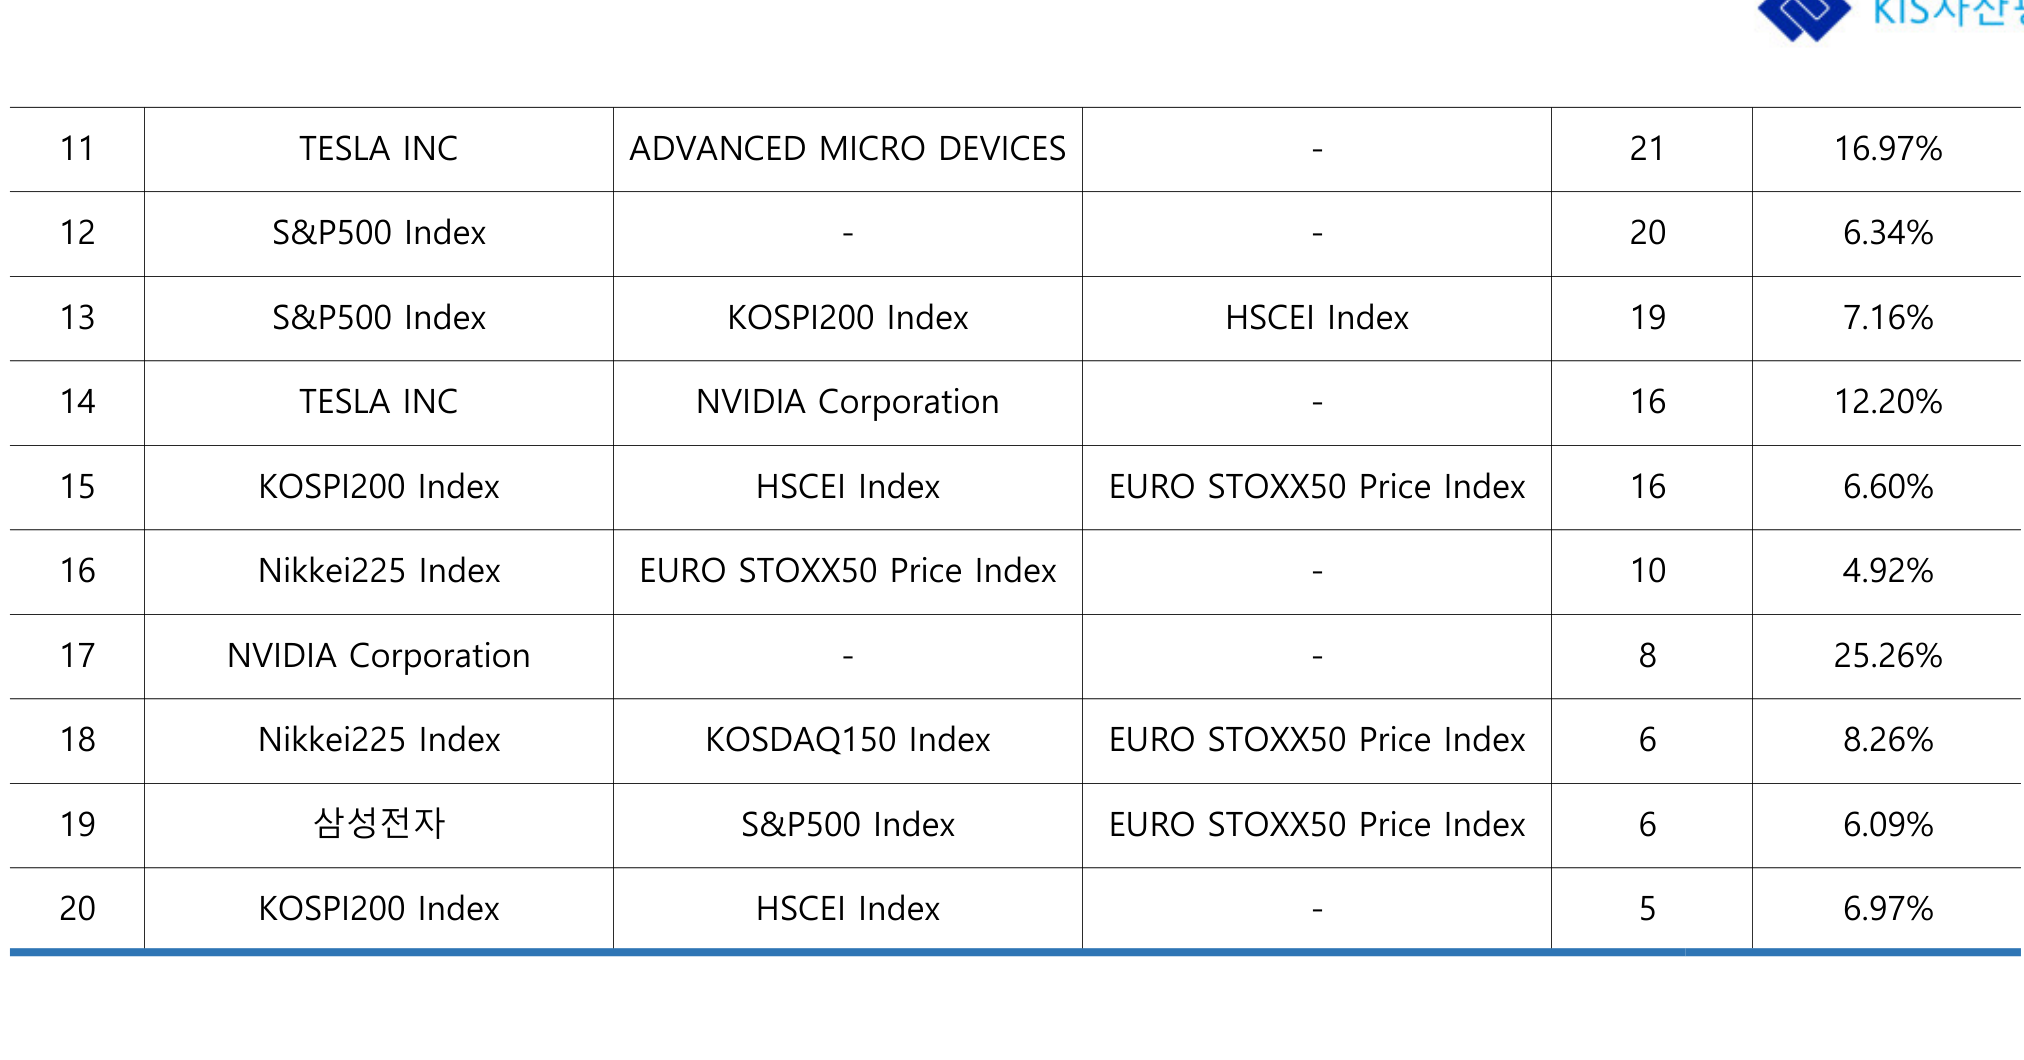 KIS자산
11 TESLA INC ADVANCED MICRO DEVICES - 21 16.97%
12 S&P500 Index - - 20 6.34%
13 S&P500 Index KOSPI200 Index HSCEI Index 19 7.16%
14 TESLA INC NVIDIA Corporation - 16 12.20%
15 KOSPI200 Index HSCEI Index EURO STOXX50 Price Index 16 6.60%
16 Nikkei225 Index EURO STOXX50 Price Index - 10 4.92%
17 NVIDIA Corporation - - 8 25.26%
18 Nikkei225 Index KOSDAQ150 Index EURO STOXX50 Price Index 6 8.26%
19 삼성전자 S&P500 Index EURO STOXX50 Price Index 6 6.09%
20 KOSPI200 Index HSCEI Index - 5 6.97%